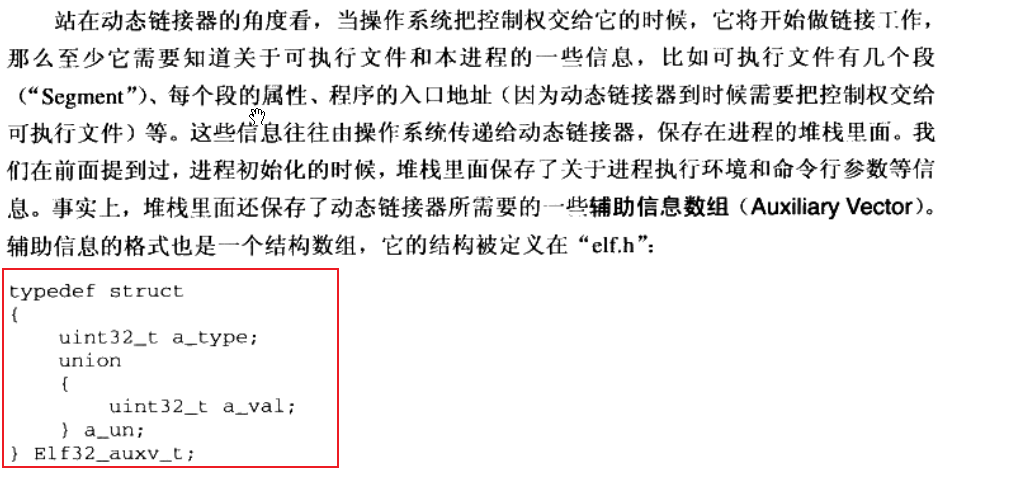 站在动态链接器的角度看，当操作系统把控制权交给它的时候，它将开始做链接工作，
那么至少它需要知道关于可执行文件和本进程的一些信息，比如可执行文件有几个段
（“Segment”）、每个段的属性、程序的入口地址（因为动态链接器到时候需要把控制权交给
可执行文件）等。这些信息往往由操作系统传递给动态链接器，保存在进程的堆栈里面。我
们在前面提到过，进程初始化的时候，堆栈里面保存了关于进程执行环境和命令行参数等信
息。事实上，堆栈里面还保存了动态链接器所需要的一些辅助信息数组（Auxiliary Vector）。
辅助信息的格式也是一个结构数组，它的结构被定义在“elf.h”：
typedef struct
{
    uint32_t a_type;
    union
    {
        uint32_t a_val;
    } a_un;
} Elf32_auxv_t;